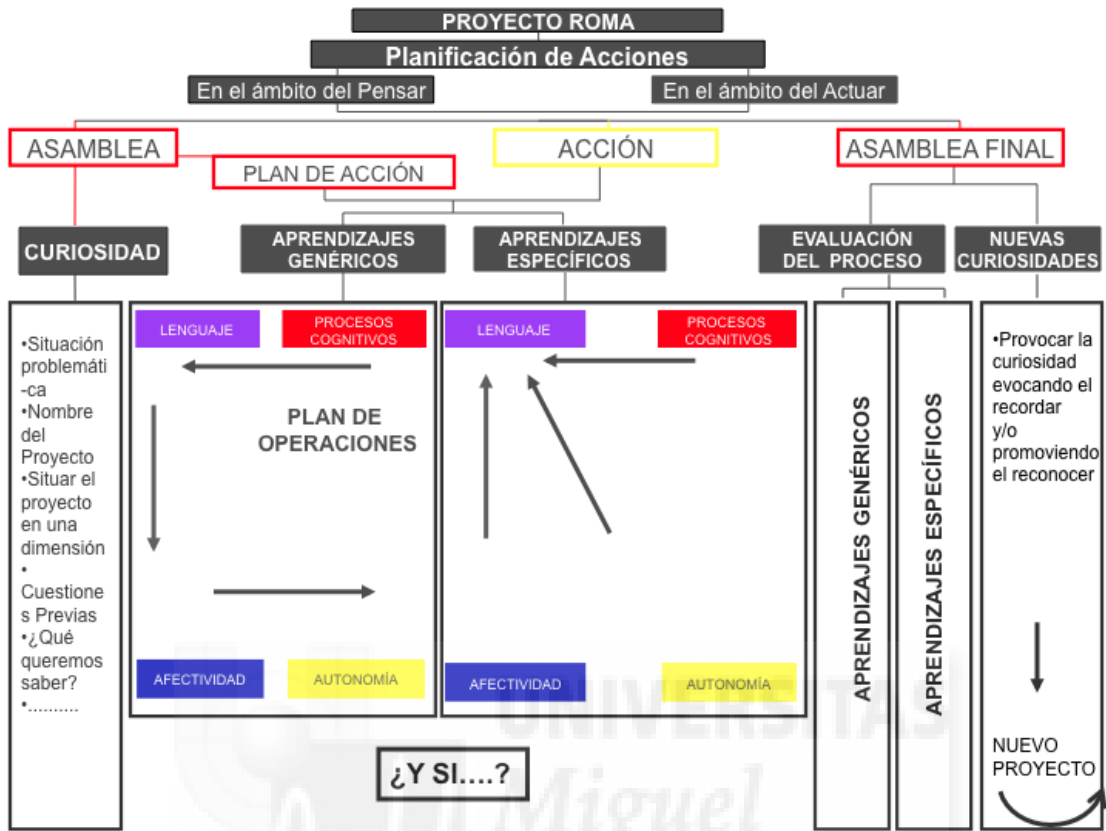 PROYECTO ROMA
Planificación de Acciones
En el ámbito del Pensar
En el ámbito del Actuar
ASAMBLEA
ACCIÓN
ASAMBLEA FINAL
PLAN DE ACCIÓN
CURIOSIDAD
APRENDIZAJES
GENÉRICOS
APRENDIZAJES
ESPECÍFICOS
EVALUACIÓN
DEL PROCESO
NUEVAS
CURIOSIDADES
•Situación
problemáti
-ca
•Nombre
del
Proyecto
•Situar el
proyecto
en una
dimensión
•
Cuestione
s Previas
•¿Qué
queremos
saber?
•..........
LENGUAJE
PROCESOS
COGNITIVOS
PLAN DE
OPERACIONES
AFECTIVIDAD
AUTONOMÍA
LENGUAJE
PROCESOS
COGNITIVOS
AFECTIVIDAD
AUTONOMÍA
APRENDIZAJES GENÉRICOS
APRENDIZAJES ESPECÍFICOS
•Provocar la
curiosidad
evocando el
recordar
y/o
promoviendo
el reconocer
NUEVO
PROYECTO
¿Y SI....?
UNIVERSITAS
Miguel